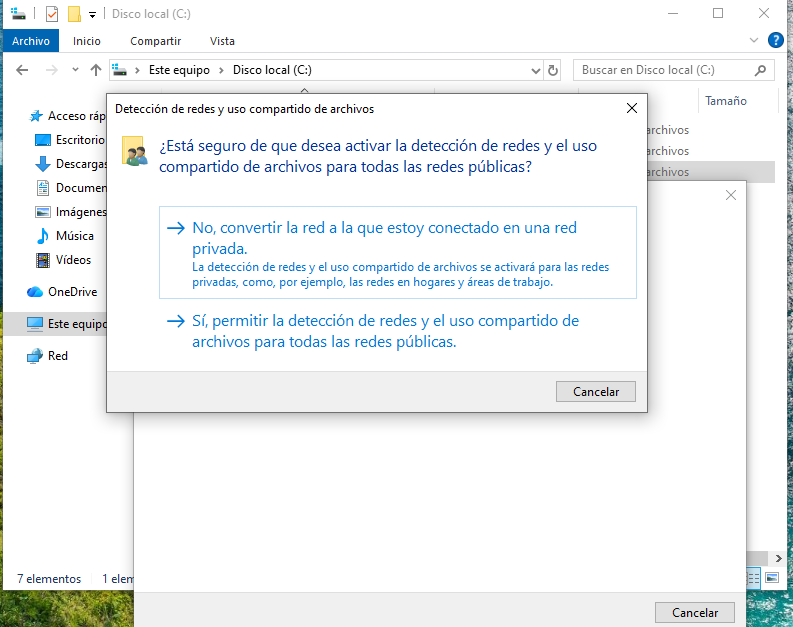 Disco local (C:)
Archivo
Inicio
Compartir
Vista
Este equipo
Disco local (C:)
Buscar en Disco local (C:)
Tamaño
Acceso ráp
Escritorio
Descargas
Documen
Imágenes
Música
Vídeos
OneDrive
Este equipo
Red
archivos
archivos
archivos
Detección de redes y uso compartido de archivos
¿Está seguro de que desea activar la detección de redes y el uso
compartido de archivos para todas las redes públicas?
No, convertir la red a la que estoy conectado en una red
privada.
La detección de redes y el uso compartido de archivos se activará para las redes
privadas, como, por ejemplo, las redes en hogares y áreas de trabajo.
Sí, permitir la detección de redes y el uso compartido de
archivos para todas las redes públicas.
Cancelar
7 elementos
1 elem
Cancelar